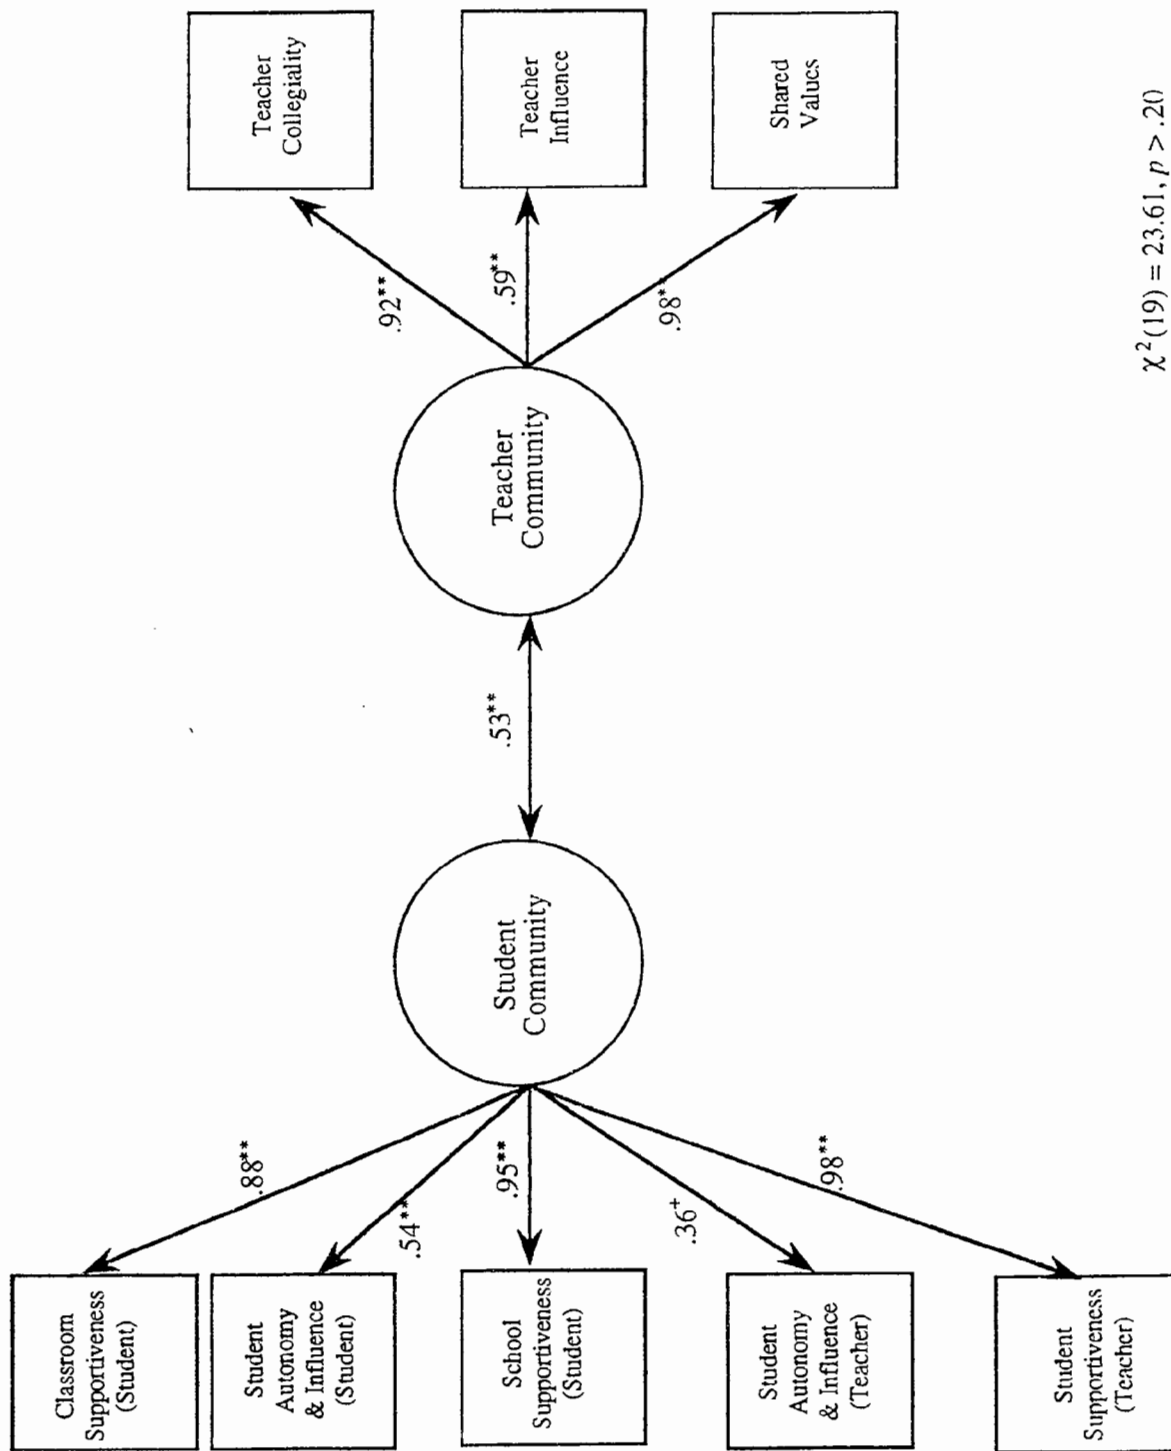 Classroom
Supportiveness
(Student)
Student
Autonomy
& Influence
(Student)
School
Supportiveness
(Student)
Student
Autonomy
& Influence
(Teacher)
Student
Supportiveness
(Teacher)
.88**
.54**
.95**
.36+
.98**
Student
Community
.53**
Teacher
Community
.92**
.59**
.98**
Teacher
Collegiality
Teacher
Influence
Shared
Values
χ²(19) = 23.61, p > .20